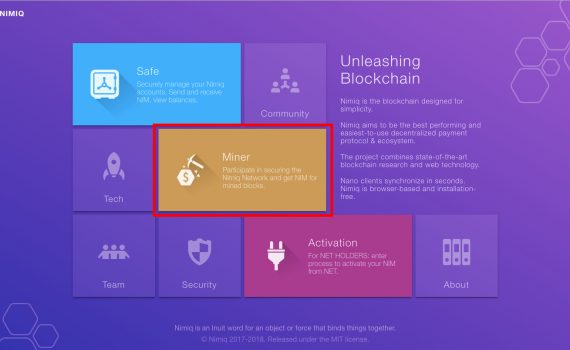 NIMIQ
Safe
Securely manage your Nimiq
accounts. Send and receive
NIM, view balances.
Community
Unleashing
Blockchain
Nimiq is the blockchain designed for
simplicity.
Nimiq aims to be the best performing and
easiest-to-use decentralized payment
protocol & ecosystem.
The project combines state-of-the-art
blockchain research and web technology.
Nano clients synchronize in seconds.
Nimiq is browser-based and installation-
free.
Tech
Miner
Participate in securing the
Nimiq Network and get NIM for
mined blocks.
Team
Security
Activation
For NET HOLDERS: enter
process to activate your NIM
from NET.
About
Nimiq is an Inuit word for an object or force that binds things together.
© Nimiq 2017-2018. Released under the MIT license.